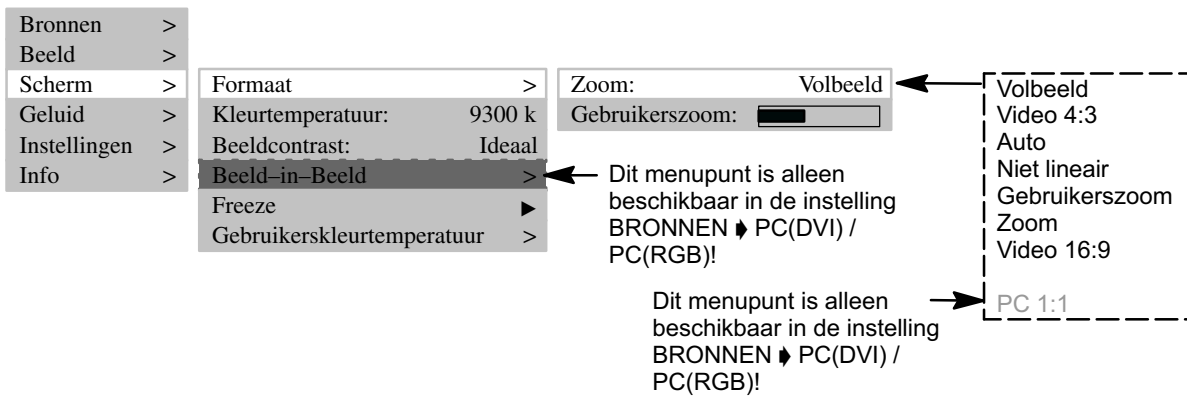 Bronnen >
Beeld >
Scherm >
Geluid >
Instellingen >
Info >
Formaat >
Kleurtemperatuur: 9300 k
Beeldcontrast: Ideaal
Beeld–in–Beeld >
Freeze ▶
Gebruikerskleurtemperatuur >
Zoom: Volbeeld
Gebruikerszoom:
Volbeeld
Video 4:3
Auto
Niet lineair
Gebruikerszoom
Zoom
Video 16:9
PC 1:1
Dit menupunt is alleen
beschikbaar in de instelling
BRONNEN ➧ PC(DVI) /
PC(RGB)!
Dit menupunt is alleen
beschikbaar in de instelling
BRONNEN ➧ PC(DVI) /
PC(RGB)!